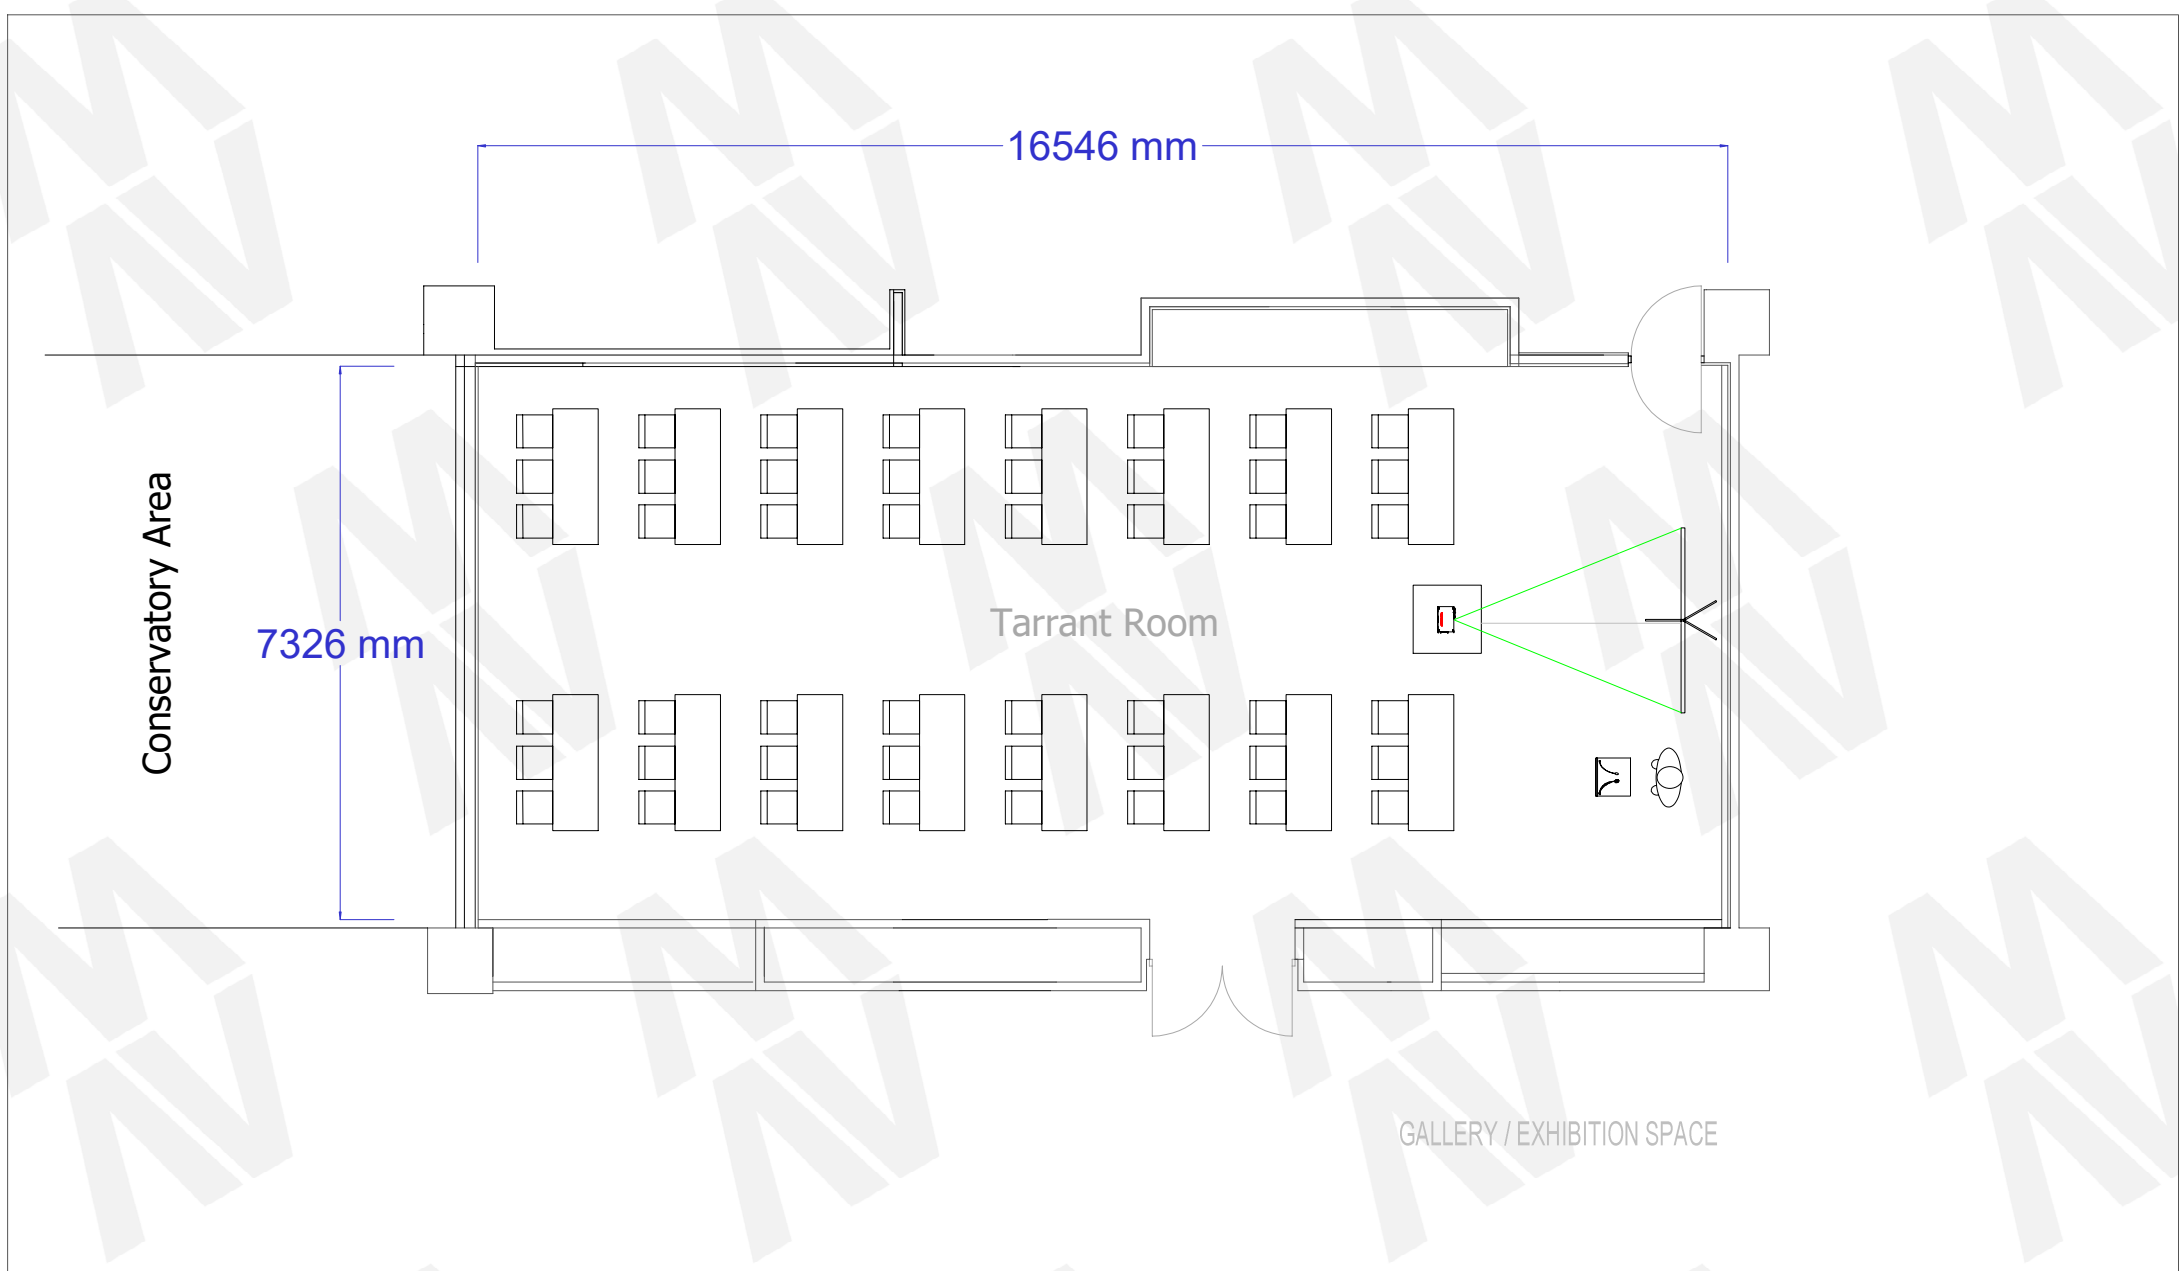 16546 mm
Conservatory Area
7326 mm
Tarrant Room
GALLERY / EXHIBITION SPACE